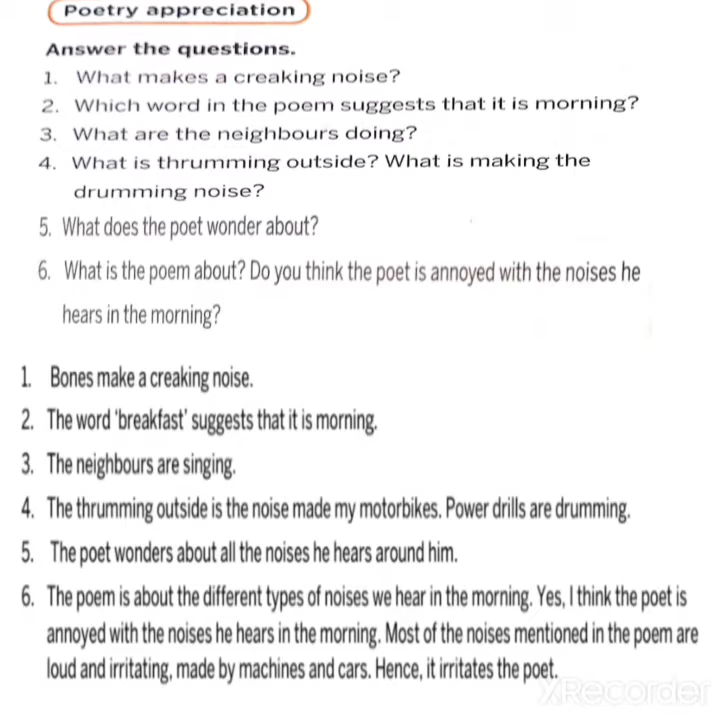 Poetry appreciation
Answer the questions.
1. What makes a creaking noise?
2. Which word in the poem suggests that it is morning?
3. What are the neighbours doing?
4. What is thrumming outside? What is making the
drumming noise?
5. What does the poet wonder about?
6. What is the poem about? Do you think the poet is annoyed with the noises he
hears in the morning?
1. Bones make a creaking noise.
2. The word 'breakfast' suggests that it is morning.
3. The neighbours are singing.
4. The thrumming outside is the noise made my motorbikes. Power drills are drumming.
5. The poet wonders about all the noises he hears around him.
6. The poem is about the different types of noises we hear in the morning. Yes, I think the poet is
annoyed with the noises he hears in the morning. Most of the noises mentioned in the poem are
loud and irritating, made by machines and cars. Hence, it irritates the poet.
XRecorder